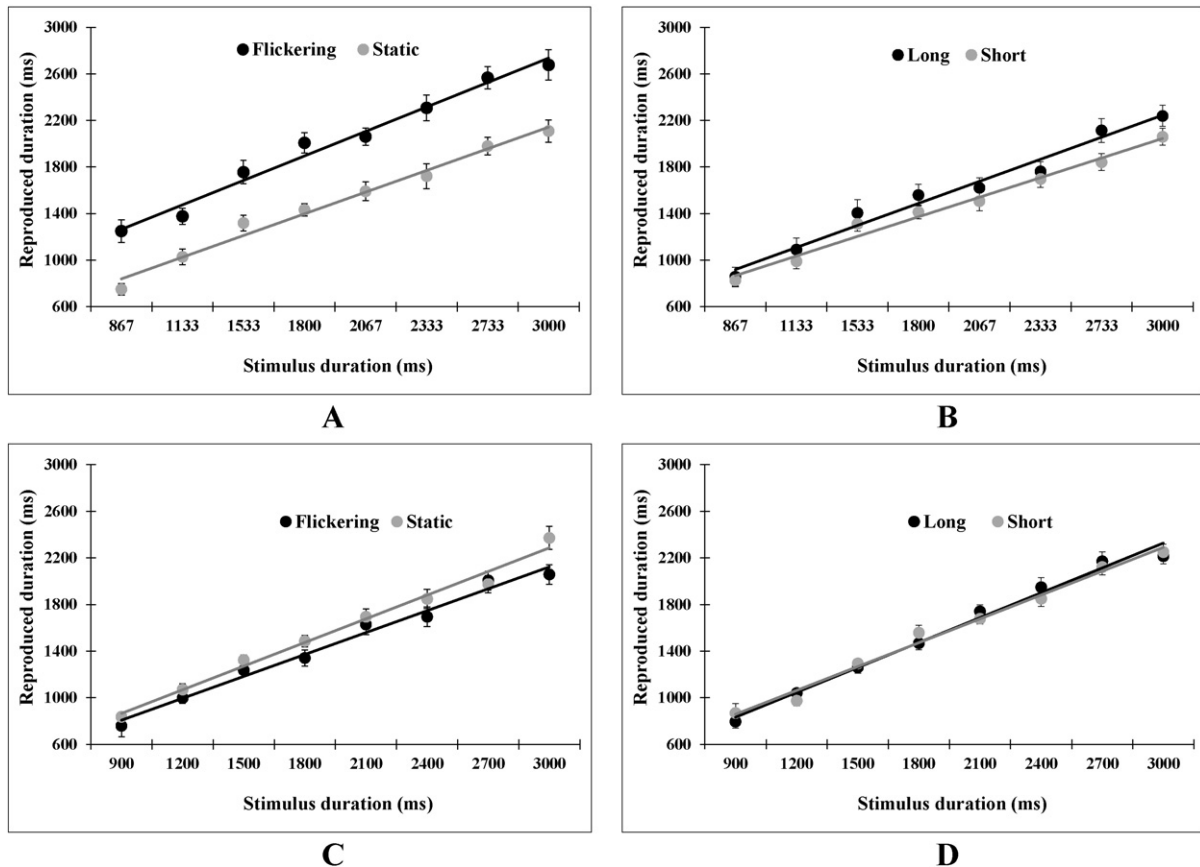 3000
2600
2200
1800
1400
1000
600
Reproduced duration (ms)
Flickering Static
867 1133 1533 1800 2067 2333 2733 3000
Stimulus duration (ms)
A
3000
2600
2200
1800
1400
1000
600
Reproduced duration (ms)
Long Short
867 1133 1533 1800 2067 2333 2733 3000
Stimulus duration (ms)
B
3000
2600
2200
1800
1400
1000
600
Reproduced duration (ms)
Flickering Static
900 1200 1500 1800 2100 2400 2700 3000
Stimulus duration (ms)
C
3000
2600
2200
1800
1400
1000
600
Reproduced duration (ms)
Long Short
900 1200 1500 1800 2100 2400 2700 3000
Stimulus duration (ms)
D